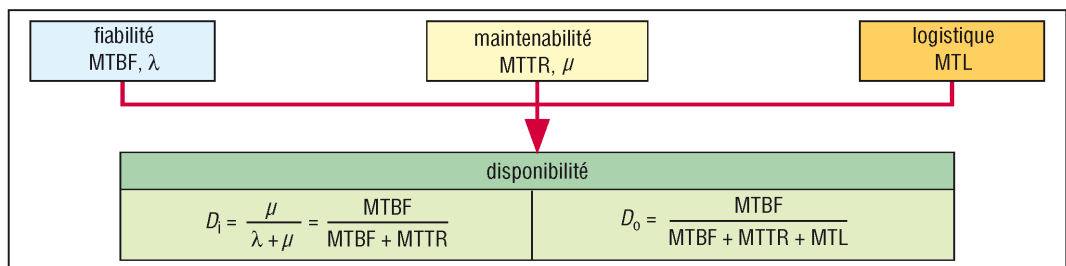 fiabilité
MTBF, λ
maintenabilité
MTTR, μ
logistique
MTL
disponibilité
Di = μ / (λ + μ) = MTBF / (MTBF + MTTR)
Do = MTBF / (MTBF + MTTR + MTL)